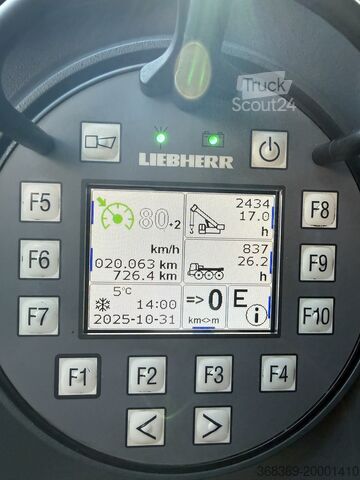 Truck
Scout24
LIEBHERR
F5
F6
F7
F8
F9
F10
80+2
km/h
020.063 km
726.4 km
2434
17.0
h
837
26.2
h
5°C
14:00
2025-10-31
=>0
km<>m
E
i
F1
F2
F3
F4
<
>
368389-20001410